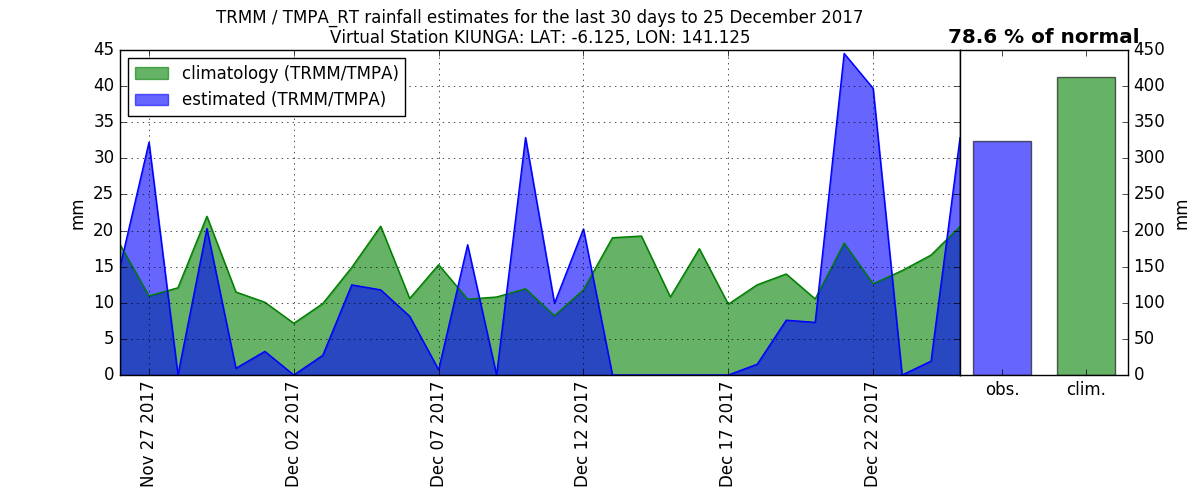 TRMM / TMPA_RT rainfall estimates for the last 30 days to 25 December 2017
Virtual Station KIUNGA: LAT: -6.125, LON: 141.125
78.6 % of normal
climatology (TRMM/TMPA)
estimated (TRMM/TMPA)
45
40
35
30
25
20
15
10
5
0
mm
Nov 27 2017
Dec 02 2017
Dec 07 2017
Dec 12 2017
Dec 17 2017
Dec 22 2017
obs.
clim.
450
400
350
300
250
200
150
100
50
0
mm